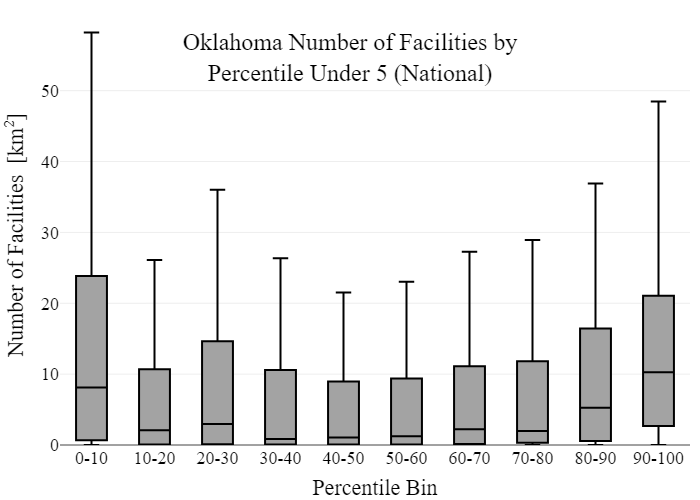 Oklahoma Number of Facilities by
Percentile Under 5 (National)
Number of Facilities [km²]
50
40
30
20
10
0
0-10 10-20 20-30 30-40 40-50 50-60 60-70 70-80 80-90 90-100
Percentile Bin